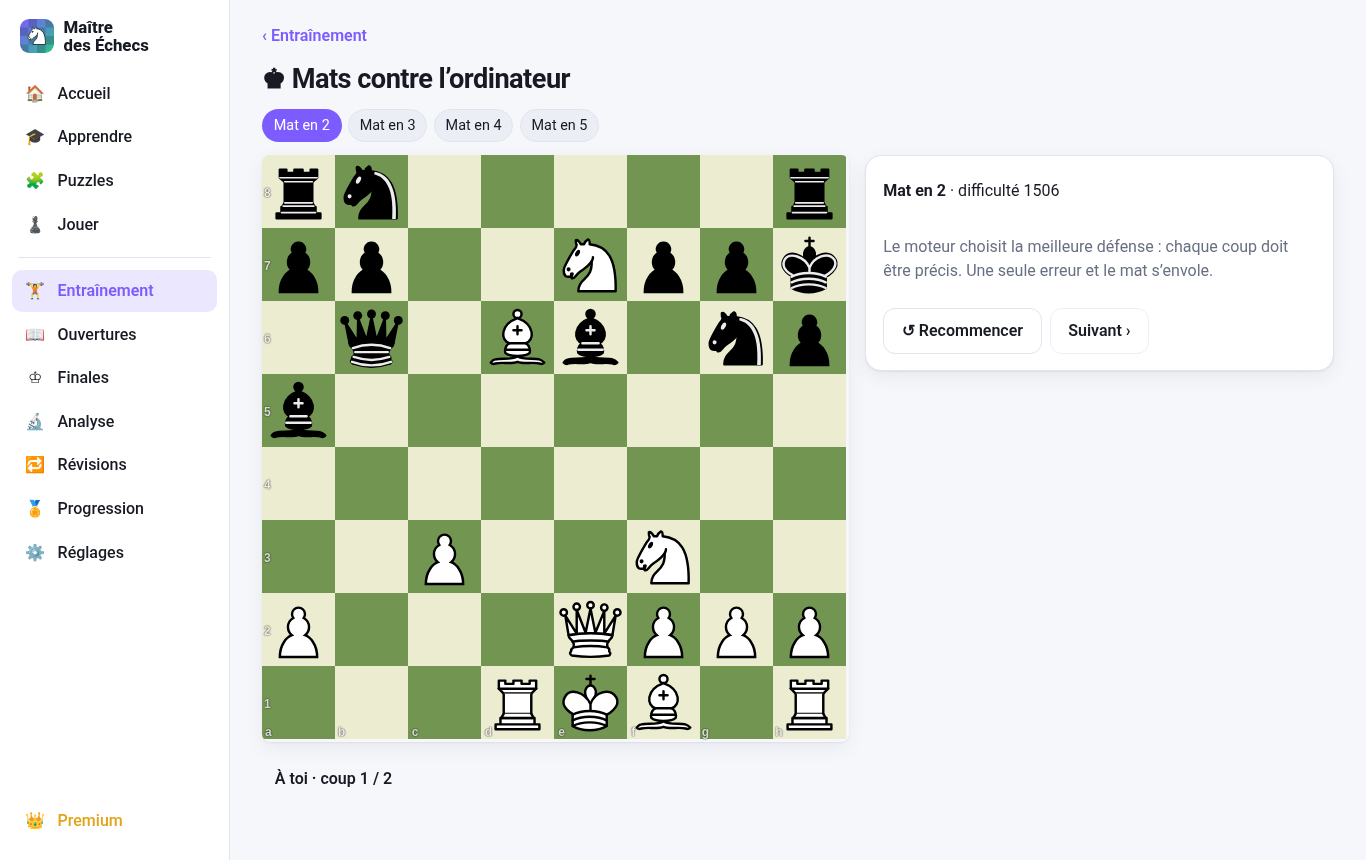 Maître
des Échecs
🏠 Accueil
🎓 Apprendre
🧩 Puzzles
♟️ Jouer
🏋️ Entraînement
📖 Ouvertures
♔ Finales
🔬 Analyse
🔁 Révisions
🏅 Progression
⚙️ Réglages
👑 Premium
‹ Entraînement
♚ Mats contre l’ordinateur
Mat en 2 Mat en 3 Mat en 4 Mat en 5
8
7
6
5
4
3
2
1
a b c d e f g h
À toi · coup 1 / 2
Mat en 2 · difficulté 1506
Le moteur choisit la meilleure défense : chaque coup doit
être précis. Une seule erreur et le mat s’envole.
↺ Recommencer Suivant ›